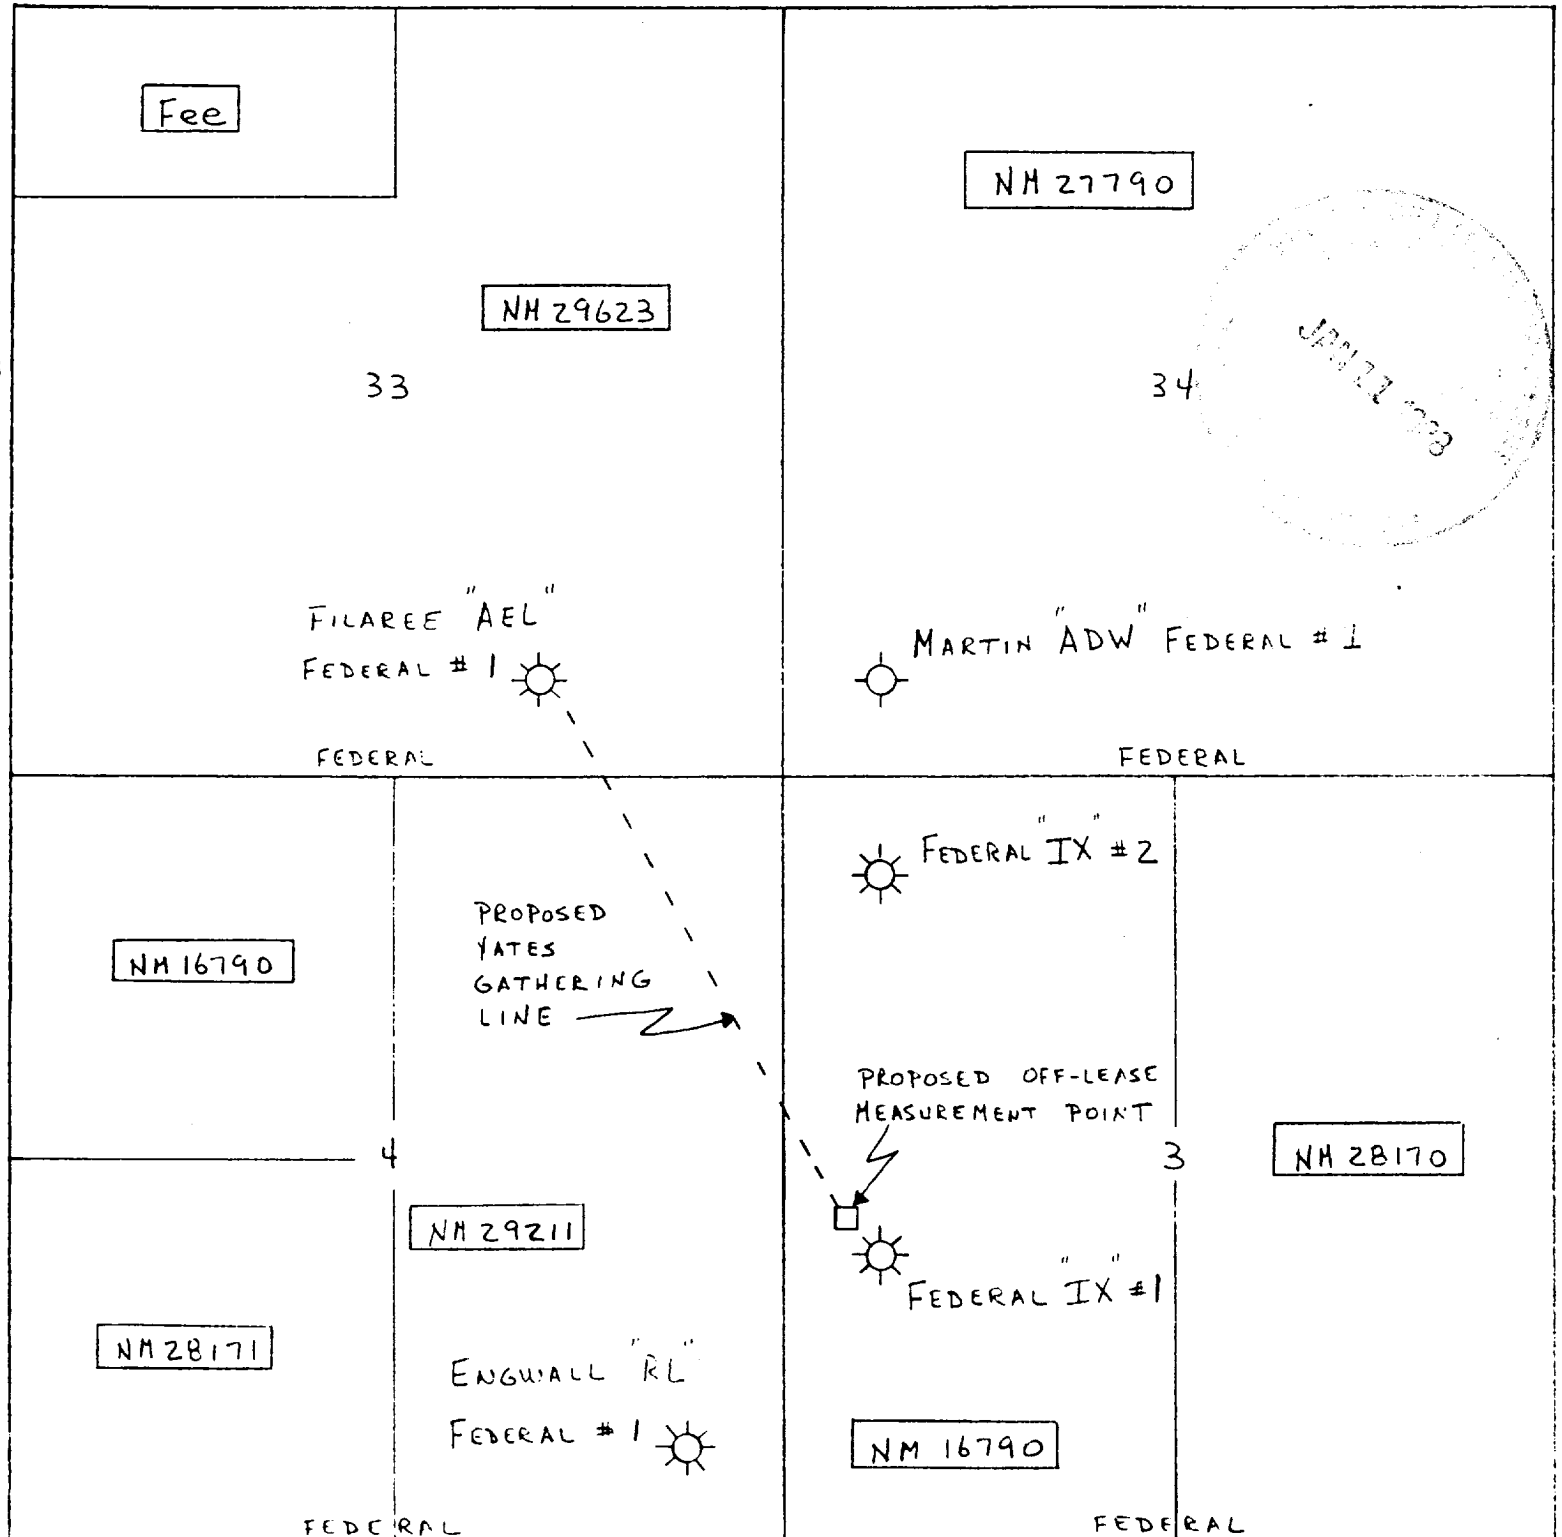 Fee
NM 27790
NM 29623
33
34
FILAREE "AEL"
FEDERAL # 1
MARTIN "ADW" FEDERAL # 1
FEDERAL
FEDERAL
FEDERAL "IX" #2
PROPOSED
YATES
GATHERING
LINE
NM 16790
PROPOSED OFF-LEASE
MEASUREMENT POINT
4
3
NM 28170
NM 29211
FEDERAL "IX" #1
NM 28171
ENGWALL "RL"
FEDERAL # 1
NM 16790
FEDERAL
FEDERAL